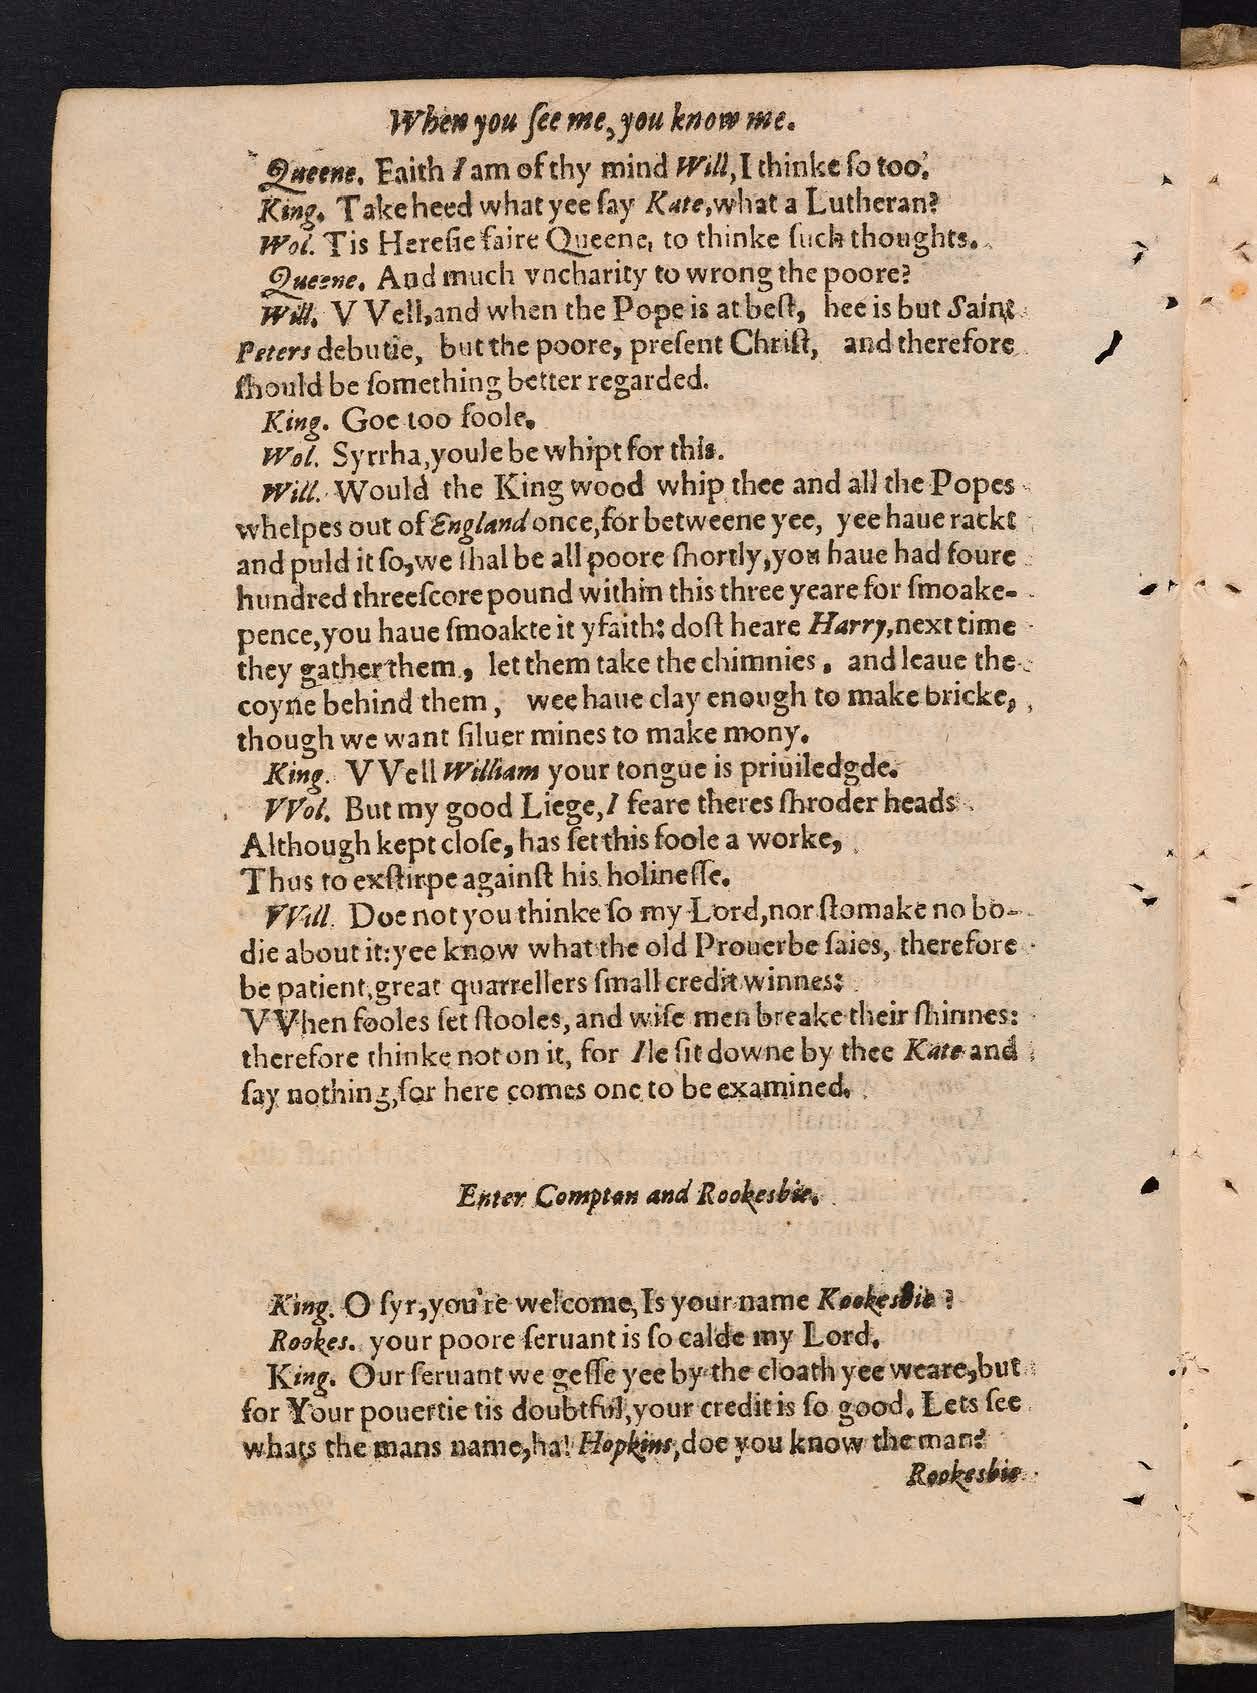 When you ſee me, you know me.
Queene. Faith I am of thy mind Will, I thinke ſo too.
King. Take heed what yee ſay Kate, what a Lutheran?
Wol. Tis Hereſie faire Queene, to thinke ſuch thoughts.
Queene. And much vncharity to wrong the poore?
Will. VVell, and when the Pope is at beſt, hee is but Saint
Peters debutie, but the poore, preſent Chriſt, and therefore
ſhould be ſomething better regarded.
King. Goe too foole.
Wol. Syrrha, youle be whipt for this.
Will. Would the King wood whip thee and all the Popes
whelpes out of England once, for betweene yee, yee haue rackt
and puld it ſo, we ſhal be all poore ſhortly, you haue had foure
hundred threeſcore pound within this three yeare for ſmoake-
pence, you haue ſmoakte it yfaith: doſt heare Harry, next time
they gather them, let them take the chimnies, and leaue the
coyne behind them, wee haue clay enough to make bricke,
though we want ſiluer mines to make mony.
King. VVell William your tongue is priuiledgde.
VVol. But my good Liege, I feare theres ſhroder heads
Although kept cloſe, has ſet this foole a worke,
Thus to exſtirpe againſt his holineſſe.
VVill. Doe not you thinke ſo my Lord, nor ſtomake no bo-
die about it: yee know what the old Prouerbe ſaies, therefore
be patient, great quarrellers ſmall credit winnes:
VVhen fooles ſet ſtooles, and wiſe men breake their ſhinnes:
therefore thinke not on it, for Ile ſit downe by thee Kate and
ſay nothing, for here comes one to be examined.
Enter Compton and Rookesbie.
King. O ſyr, you're welcome, Is your name Rookesbie?
Rookes. your poore ſeruant is ſo calde my Lord.
King. Our ſeruant we geſſe yee by the cloath yee weare, but
for Your pouertie tis doubtful, your credit is ſo good. Lets ſee
whats the mans name, ha! Hopkins, doe you know the man?
Rookesbie